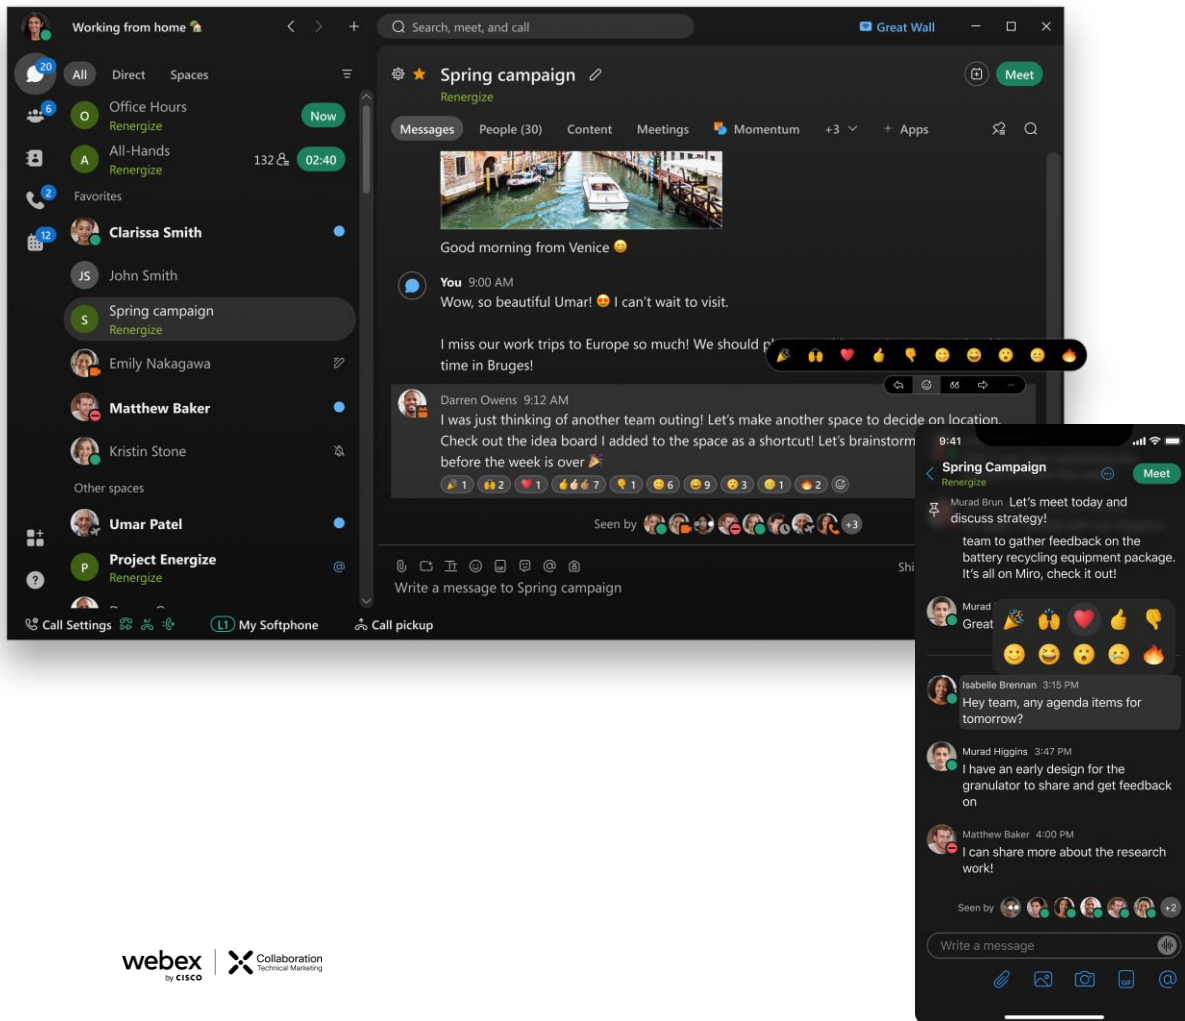 Working from home
Search, meet, and call
Great Wall
20
All Direct Spaces
6
O
Office Hours
Renergize
Now
A
All-Hands
Renergize
132
02:40
2
Favorites
12
Clarissa Smith
JS
John Smith
S
Spring campaign
Renergize
Emily Nakagawa
Matthew Baker
Kristin Stone
Other spaces
Umar Patel
P
Project Energize
Renergize
@
?
Call Settings
L1 My Softphone
Call pickup
Spring campaign
Renergize
Meet
Messages People (30) Content Meetings Momentum +3 + Apps
Good morning from Venice
You 9:00 AM
Wow, so beautiful Umar! 😍 I can't wait to visit.
I miss our work trips to Europe so much! We should
time in Bruges!
Darren Owens 9:12 AM
I was just thinking of another team outing! Let's make another space to decide on location.
Check out the idea board I added to the space as a shortcut! Let's brainstorm
before the week is over 🎉
🎉 1 🙌 2 ❤️ 1 👍 7 👎 1 🙂 6 😄 9 😮 3 😊 1 🔥 2
Seen by +3
Write a message to Spring campaign
9:41
Spring Campaign
Renergize
Meet
Murad Brun Let's meet today and
discuss strategy!
team to gather feedback on the
battery recycling equipment package.
It's all on Miro, check it out!
Murad
Great
Isabelle Brennan 3:15 PM
Hey team, any agenda items for
tomorrow?
Murad Higgins 3:47 PM
I have an early design for the
granulator to share and get feedback
on
Matthew Baker 4:00 PM
I can share more about the research
work!
Seen by +2
Write a message
GIF
@
webex
by CISCO
Collaboration
Technical Marketing